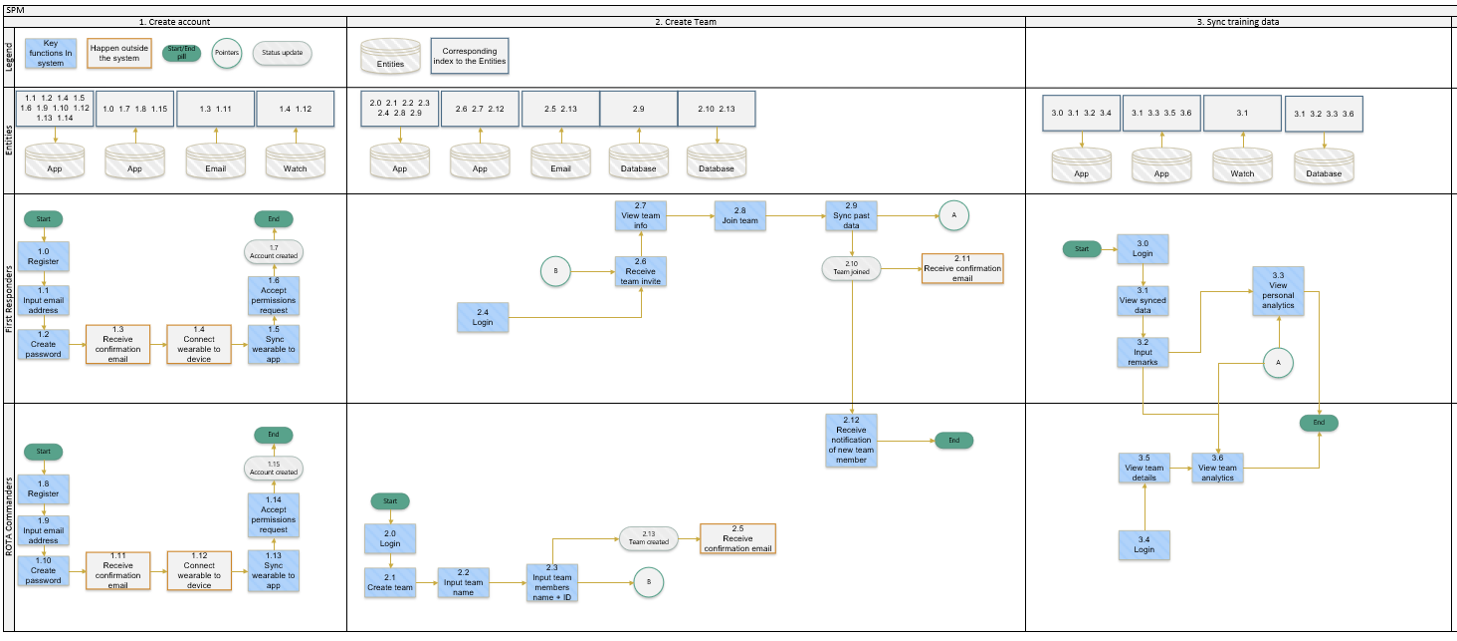 SPM
1. Create account
2. Create Team
3. Sync training data
Legend
Key
functions In
system
Happen outside
the system
Start/End
pill
Pointers
Status update
Entities
Corresponding
index to the Entities
Entities
1.1 1.2 1.4 1.5
1.6 1.9 1.10 1.12
1.13 1.14
1.0 1.7 1.8 1.15
1.3 1.11
1.4 1.12
App
App
Email
Watch
2.0 2.1 2.2 2.3
2.4 2.8 2.9
2.6 2.7 2.12
2.5 2.13
2.9
2.10 2.13
App
App
Email
Database
Database
3.0 3.1 3.2 3.4
3.1 3.3 3.5 3.6
3.1
3.1 3.2 3.3 3.6
App
App
Watch
Database
First Responders
Start
1.0
Register
1.1
Input email
address
1.2
Create
password
1.3
Receive
confirmation
email
1.4
Connect
wearable to
device
1.5
Sync
wearable to
app
1.6
Accept
permissions
request
1.7
Account created
End
2.4
Login
B
2.6
Receive
team invite
2.7
View team
info
2.8
Join team
2.9
Sync past
data
A
2.10
Team joined
2.11
Receive confirmation
email
Start
3.0
Login
3.1
View synced
data
3.2
Input
remarks
3.3
View
personal
analytics
A
ROTA Commanders
Start
1.8
Register
1.9
Input email
address
1.10
Create
password
1.11
Receive
confirmation
email
1.12
Connect
wearable to
device
1.13
Sync
wearable to
app
1.14
Accept
permissions
request
1.15
Account created
End
Start
2.0
Login
2.1
Create team
2.2
Input team
name
2.3
Input team
members
name + ID
B
2.13
Team created
2.5
Receive
confirmation email
2.12
Receive
notification
of new team
member
End
3.4
Login
3.5
View team
details
3.6
View team
analytics
End